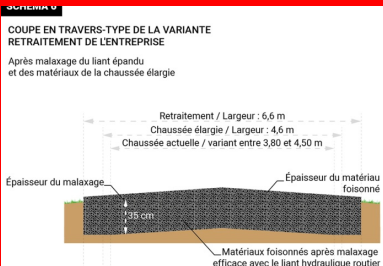 SCHEMA 6
COUPE EN TRAVERS-TYPE DE LA VARIANTE
RETRAITEMENT DE L'ENTREPRISE
Après malaxage du liant épandu
et des matériaux de la chaussée élargie
Retraitement / Largeur : 6,6 m
Chaussée élargie / Largeur : 4,6 m
Chaussée actuelle / variant entre 3,80 et 4,50 m
Épaisseur du malaxage
Épaisseur du matériau
foisonné
35 cm
Matériaux foisonnés après malaxage
efficace avec le liant hydraulique routier